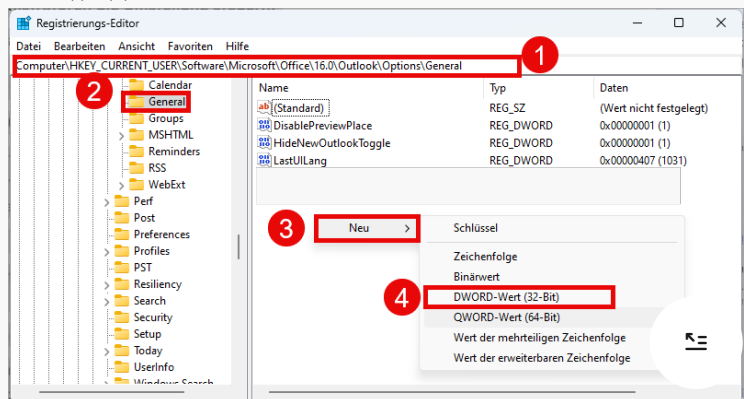 Registrierungs-Editor
Datei Bearbeiten Ansicht Favoriten Hilfe
Computer\HKEY_CURRENT_USER\Software\Microsoft\Office\16.0\Outlook\Options\General
1
2
Calendar
General
Groups
MSHTML
Reminders
RSS
WebExt
Perf
Post
Preferences
Profiles
PST
Resiliency
Search
Security
Setup
Today
UserInfo
Windows Search
Name Typ Daten
ab (Standard) REG_SZ (Wert nicht festgelegt)
DisablePreviewPlace REG_DWORD 0x00000001 (1)
HideNewOutlookToggle REG_DWORD 0x00000001 (1)
LastUILang REG_DWORD 0x00000407 (1031)
3
Neu >
Schlüssel
Zeichenfolge
Binärwert
4
DWORD-Wert (32-Bit)
QWORD-Wert (64-Bit)
Wert der mehrteiligen Zeichenfolge
Wert der erweiterbaren Zeichenfolge